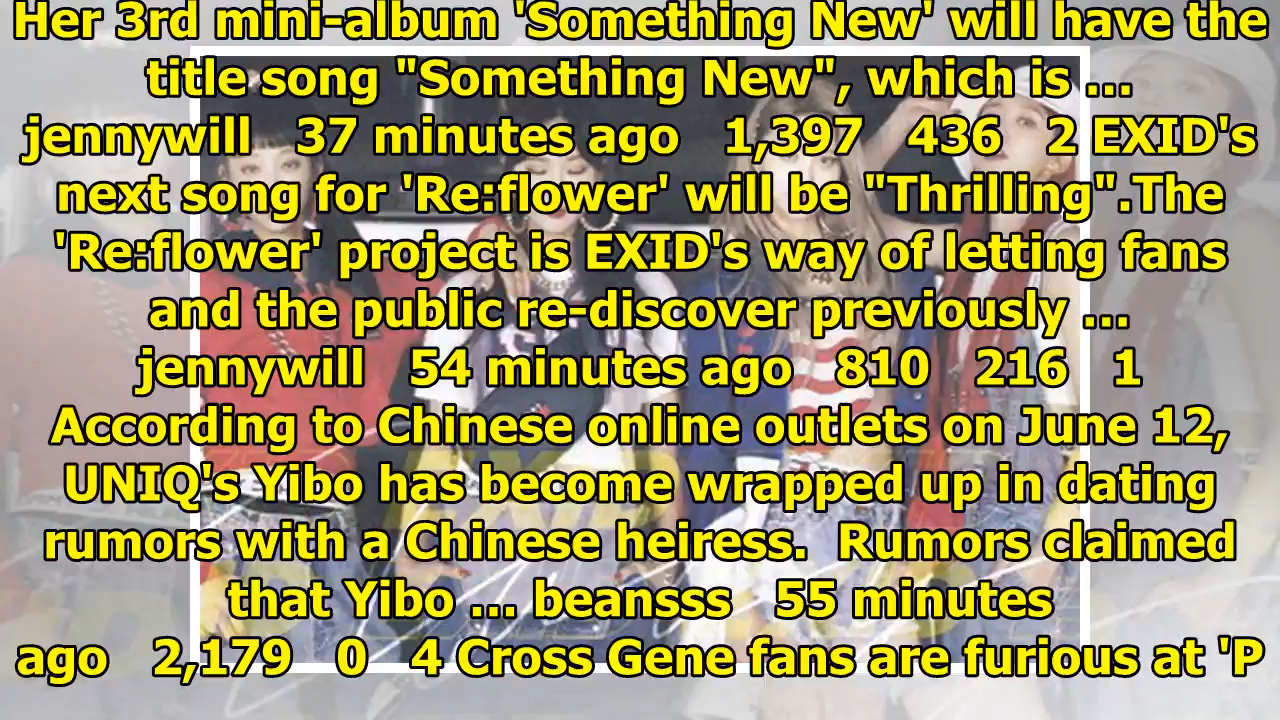 Her 3rd mini-album 'Something New' will have the
title song "Something New", which is ...
jennywill 37 minutes ago 1,397 436 2 EXID's
next song for 'Re:flower' will be "Thrilling".The
'Re:flower' project is EXID's way of letting fans
and the public re-discover previously ...
jennywill 54 minutes ago 810 216 1
According to Chinese online outlets on June 12,
UNIQ's Yibo has become wrapped up in dating
rumors with a Chinese heiress. Rumors claimed
that Yibo ... beansss 55 minutes
ago 2,179 0 4 Cross Gene fans are furious at 'P